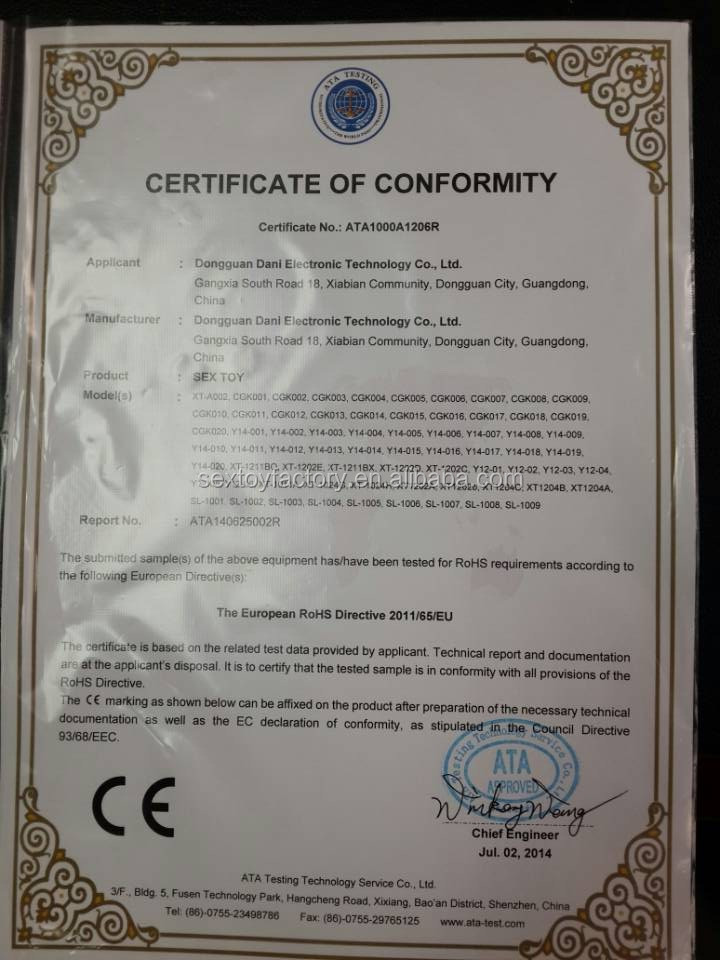 ATA TESTING
CERTIFICATE OF CONFORMITY
Certificate No.: ATA1000A1206R
Applicant : Dongguan Dani Electronic Technology Co., Ltd.
Gangxia South Road 18, Xiabian Community, Dongguan City, Guangdong,
China
Manufacturer : Dongguan Dani Electronic Technology Co., Ltd.
Gangxia South Road 18, Xiabian Community, Dongguan City, Guangdong,
China
Product : SEX TOY
Model(s) : XT-A002, CGK001, CGK002, CGK003, CGK004, CGK005, CGK006, CGK007, CGK008, CGK009,
CGK010, CGK011, CGK012, CGK013, CGK014, CGK015, CGK016, CGK017, CGK018, CGK019,
CGK020, Y14-001, Y14-002, Y14-003, Y14-004, Y14-005, Y14-006, Y14-007, Y14-008, Y14-009,
Y14-010, Y14-011, Y14-012, Y14-013, Y14-014, Y14-015, Y14-016, Y14-017, Y14-018, Y14-019,
Y14-020, XT-1211BC, XT-1202E, XT-1211BX, XT-1202D, XT-1202C, Y12-01, Y12-02, Y12-03, Y12-04,
sextoyfactory.en.alibaba.com
XT1204B, XT1204A,
SL-1001, SL-1002, SL-1003, SL-1004, SL-1005, SL-1006, SL-1007, SL-1008, SL-1009
Report No. : ATA140625002R
The submitted sample(s) of the above equipment has/have been tested for RoHS requirements according to
the following European Directive(s):
The European RoHS Directive 2011/65/EU
The certificate is based on the related test data provided by applicant. Technical report and documentation
are at the applicant's disposal. It is to certify that the tested sample is in conformity with all provisions of the
RoHS Directive.
The CE marking as shown below can be affixed on the product after preparation of the necessary technical
documentation as well as the EC declaration of conformity, as stipulated in the Council Directive
93/68/EEC.
CE
Testing Technology Service Co., Lt
ATA
APPROVED
Chief Engineer
Jul. 02, 2014
ATA Testing Technology Service Co., Ltd.
3/F., Bldg. 5, Fusen Technology Park, Hangcheng Road, Xixiang, Bao'an District, Shenzhen, China
Tel: (86)-0755-23498786 Fax: (86)-0755-29765125 www.ata-test.com